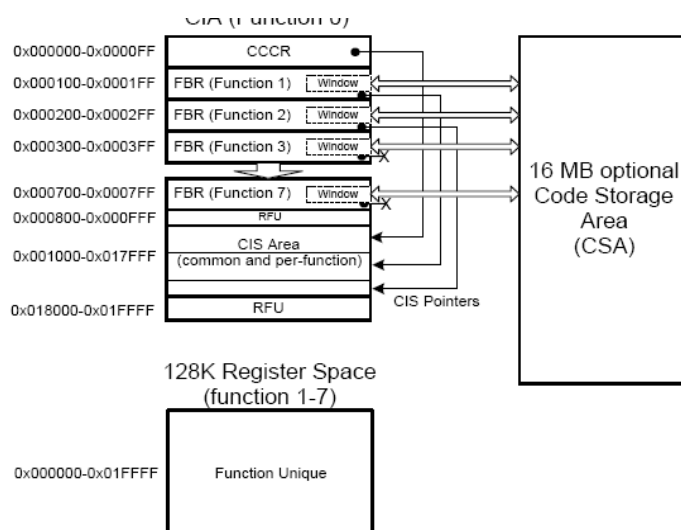 CIA (Function 0)
0x000000-0x0000FF CCCR
0x000100-0x0001FF FBR (Function 1) Window
0x000200-0x0002FF FBR (Function 2) Window
0x000300-0x0003FF FBR (Function 3) Window
X
0x000700-0x0007FF FBR (Function 7) Window
X
0x000800-0x000FFF RFU
0x001000-0x017FFF CIS Area
(common and per-function)
CIS Pointers
0x018000-0x01FFFF RFU
16 MB optional
Code Storage
Area
(CSA)
128K Register Space
(function 1-7)
0x000000-0x01FFFF Function Unique